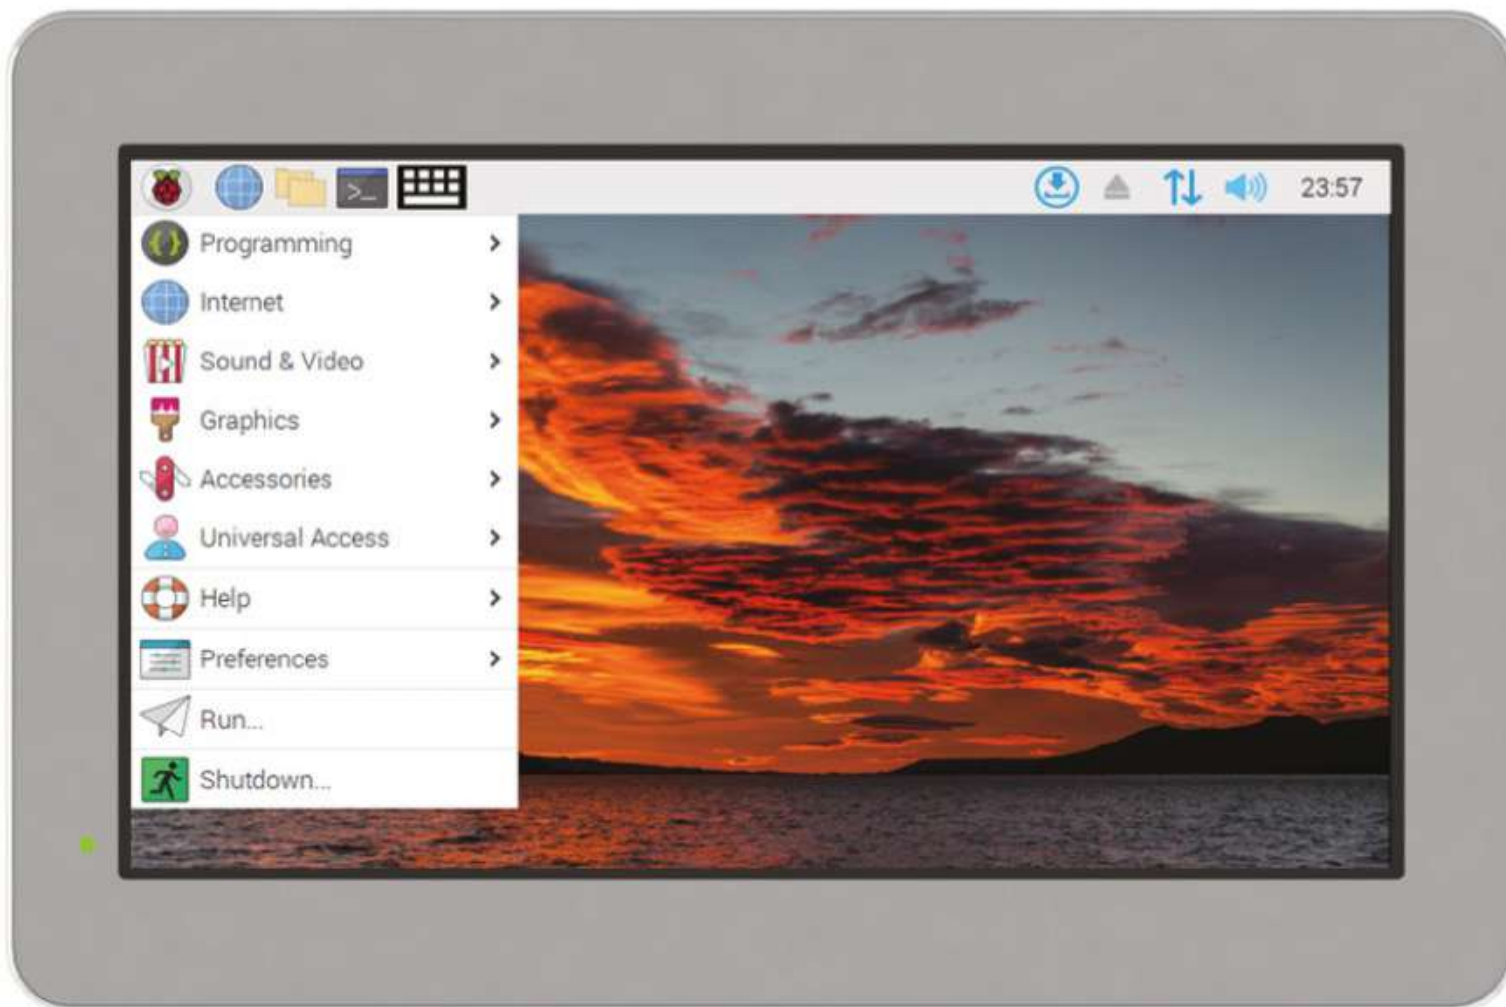 >_
23:57
Programming
Internet
Sound & Video
Graphics
Accessories
Universal Access
Help
Preferences
Run...
Shutdown...